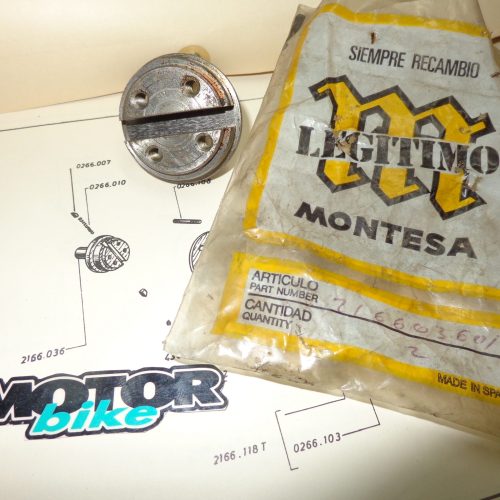 SIEMPRE RECAMBIO
LEGITIMO
MONTESA
ARTICULO
PART NUMBER
CANTIDAD
QUANTITY
2
MADE IN SPA
0266.007
0266.010
2166.036
MOTOR
bike
2166.118 T
0266.103